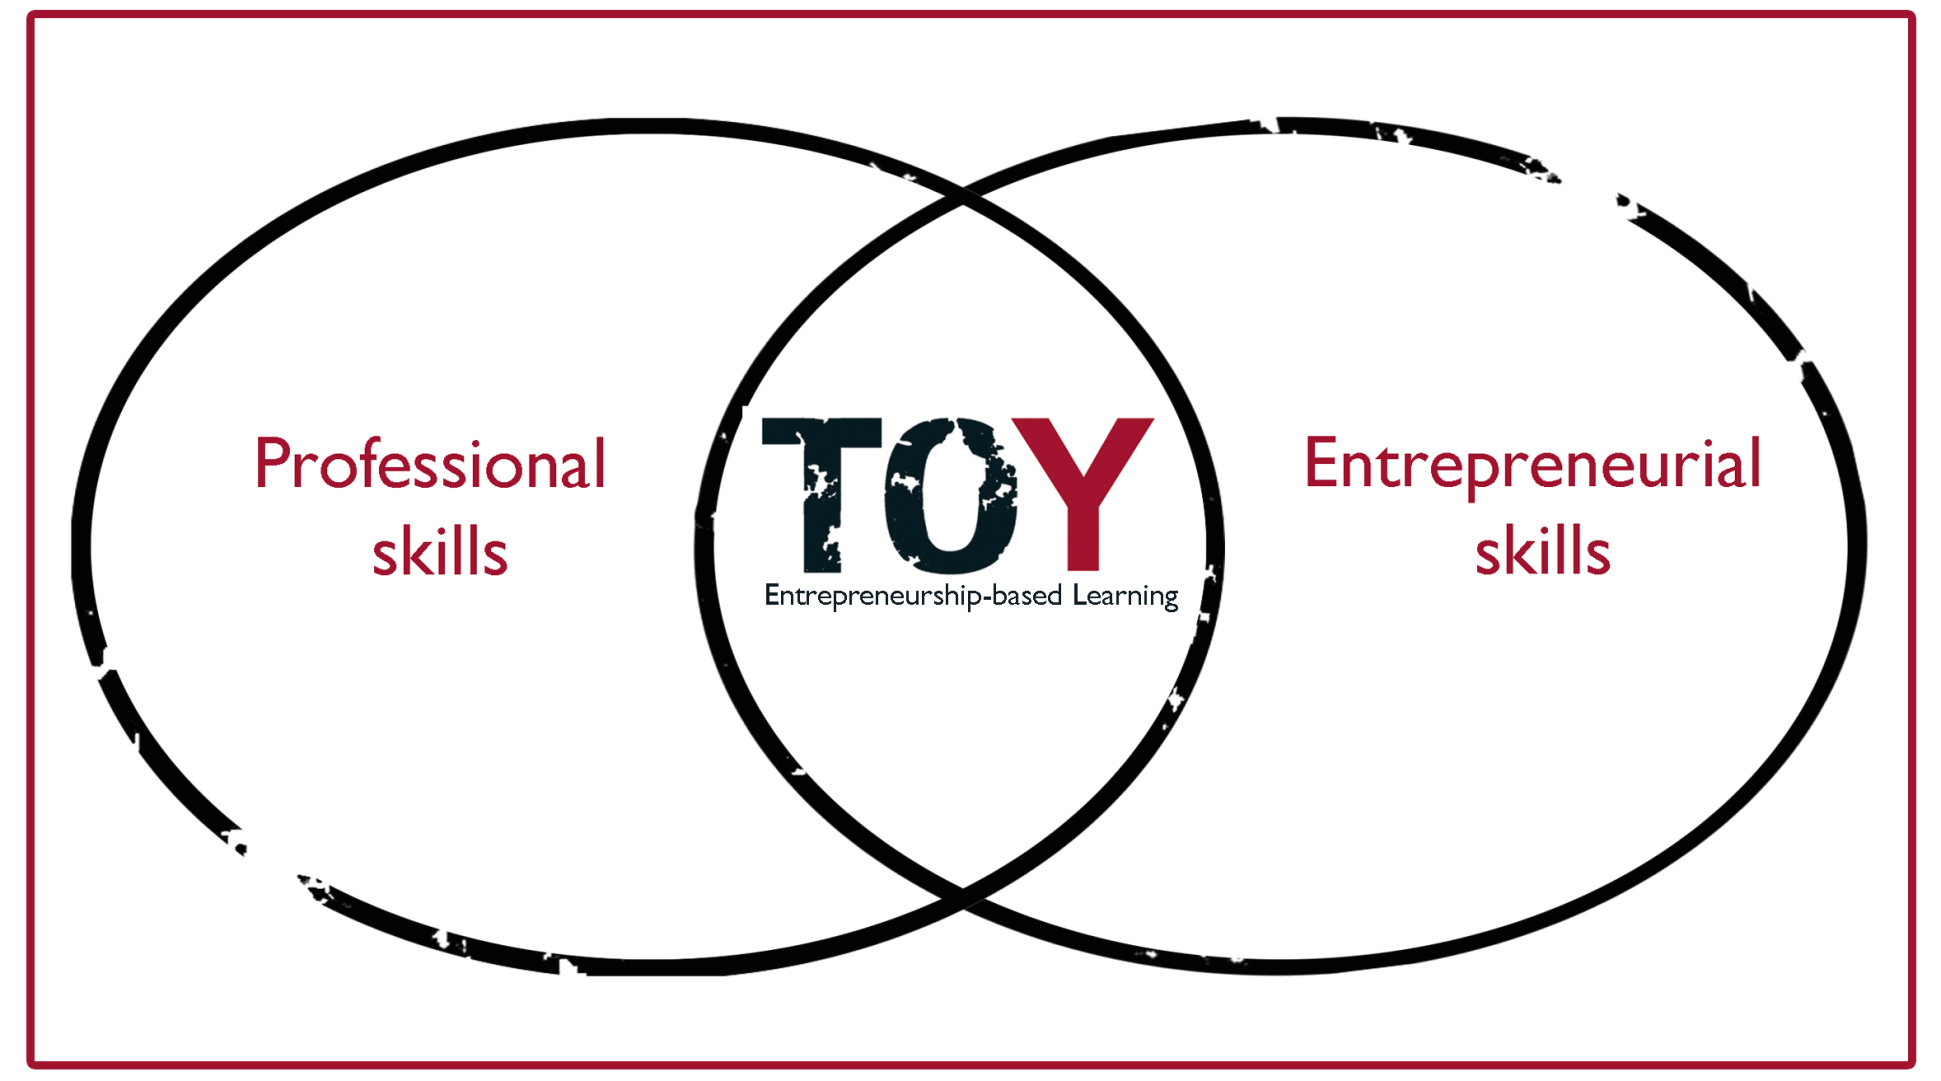 Professional
skills
TOY
Entrepreneurship-based Learning
Entrepreneurial
skills